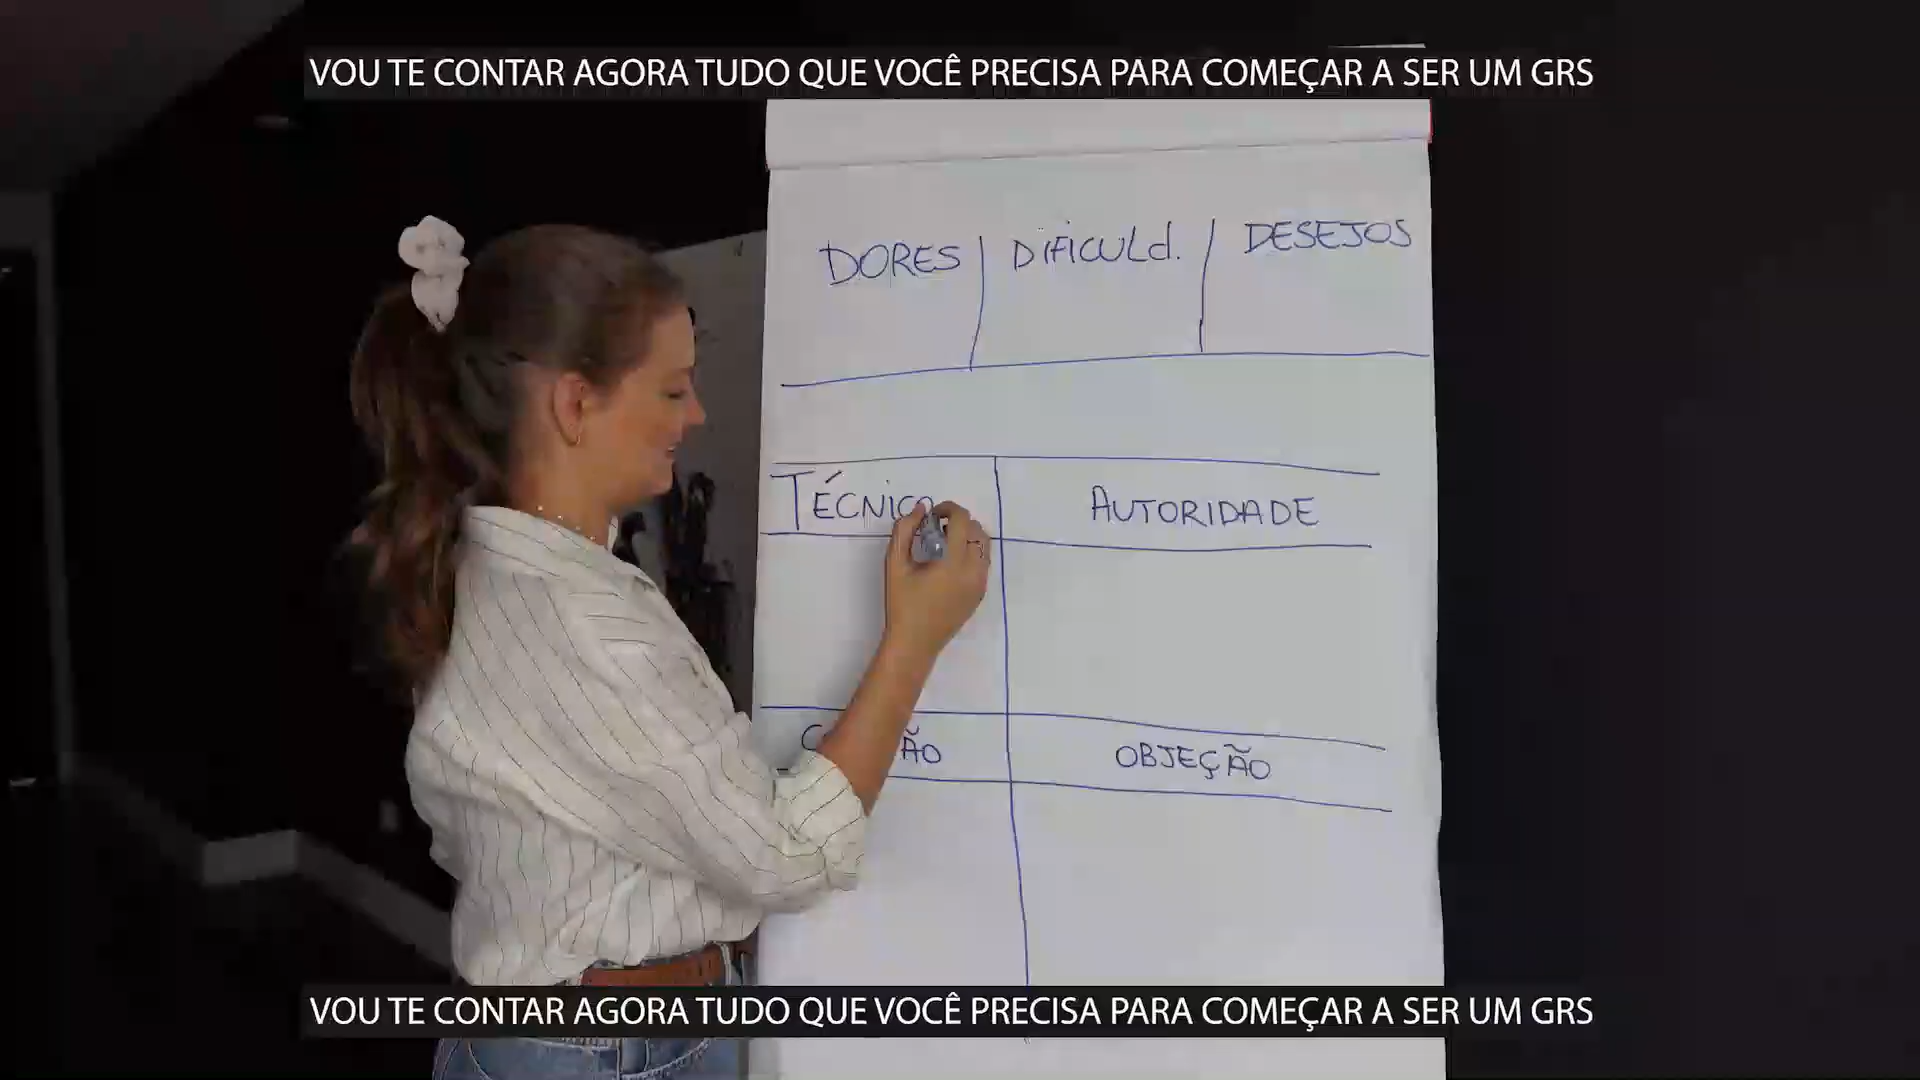 VOU TE CONTAR AGORA TUDO QUE VOCÊ PRECISA PARA COMEÇAR A SER UM GRS
DORES DIFICULd. DESEJOS
AUTORIDADE
OBJEÇÃO
VOU TE CONTAR AGORA TUDO QUE VOCÊ PRECISA PARA COMEÇAR A SER UM GRS